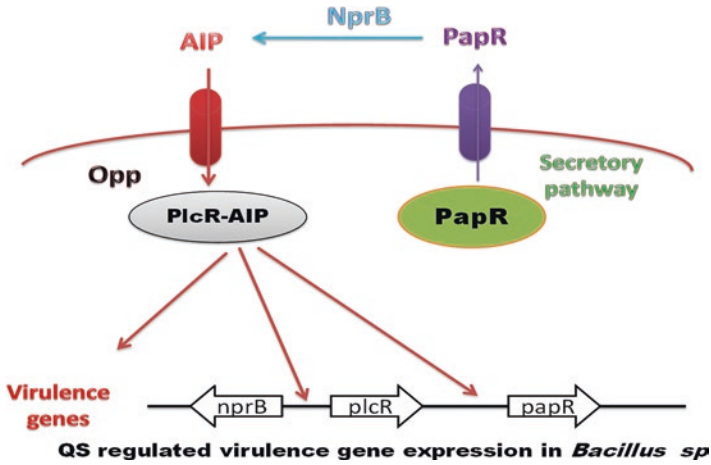 NprB
AIP
PapR
Opp
Secretory
pathway
PlcR-AIP
PapR
Virulence
genes
nprB
plcR
papR
QS regulated virulence gene expression in Bacillus sp